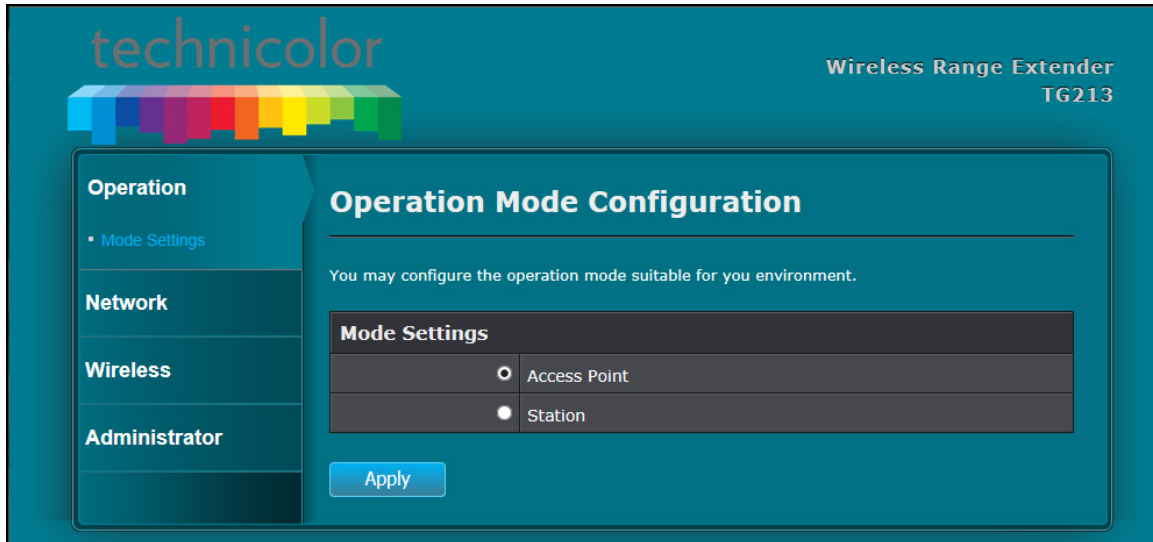 technicolor
Wireless Range Extender
TG213
Operation
Mode Settings
Network
Wireless
Administrator
Operation Mode Configuration
You may configure the operation mode suitable for you environment.
Mode Settings
Access Point
Station
Apply